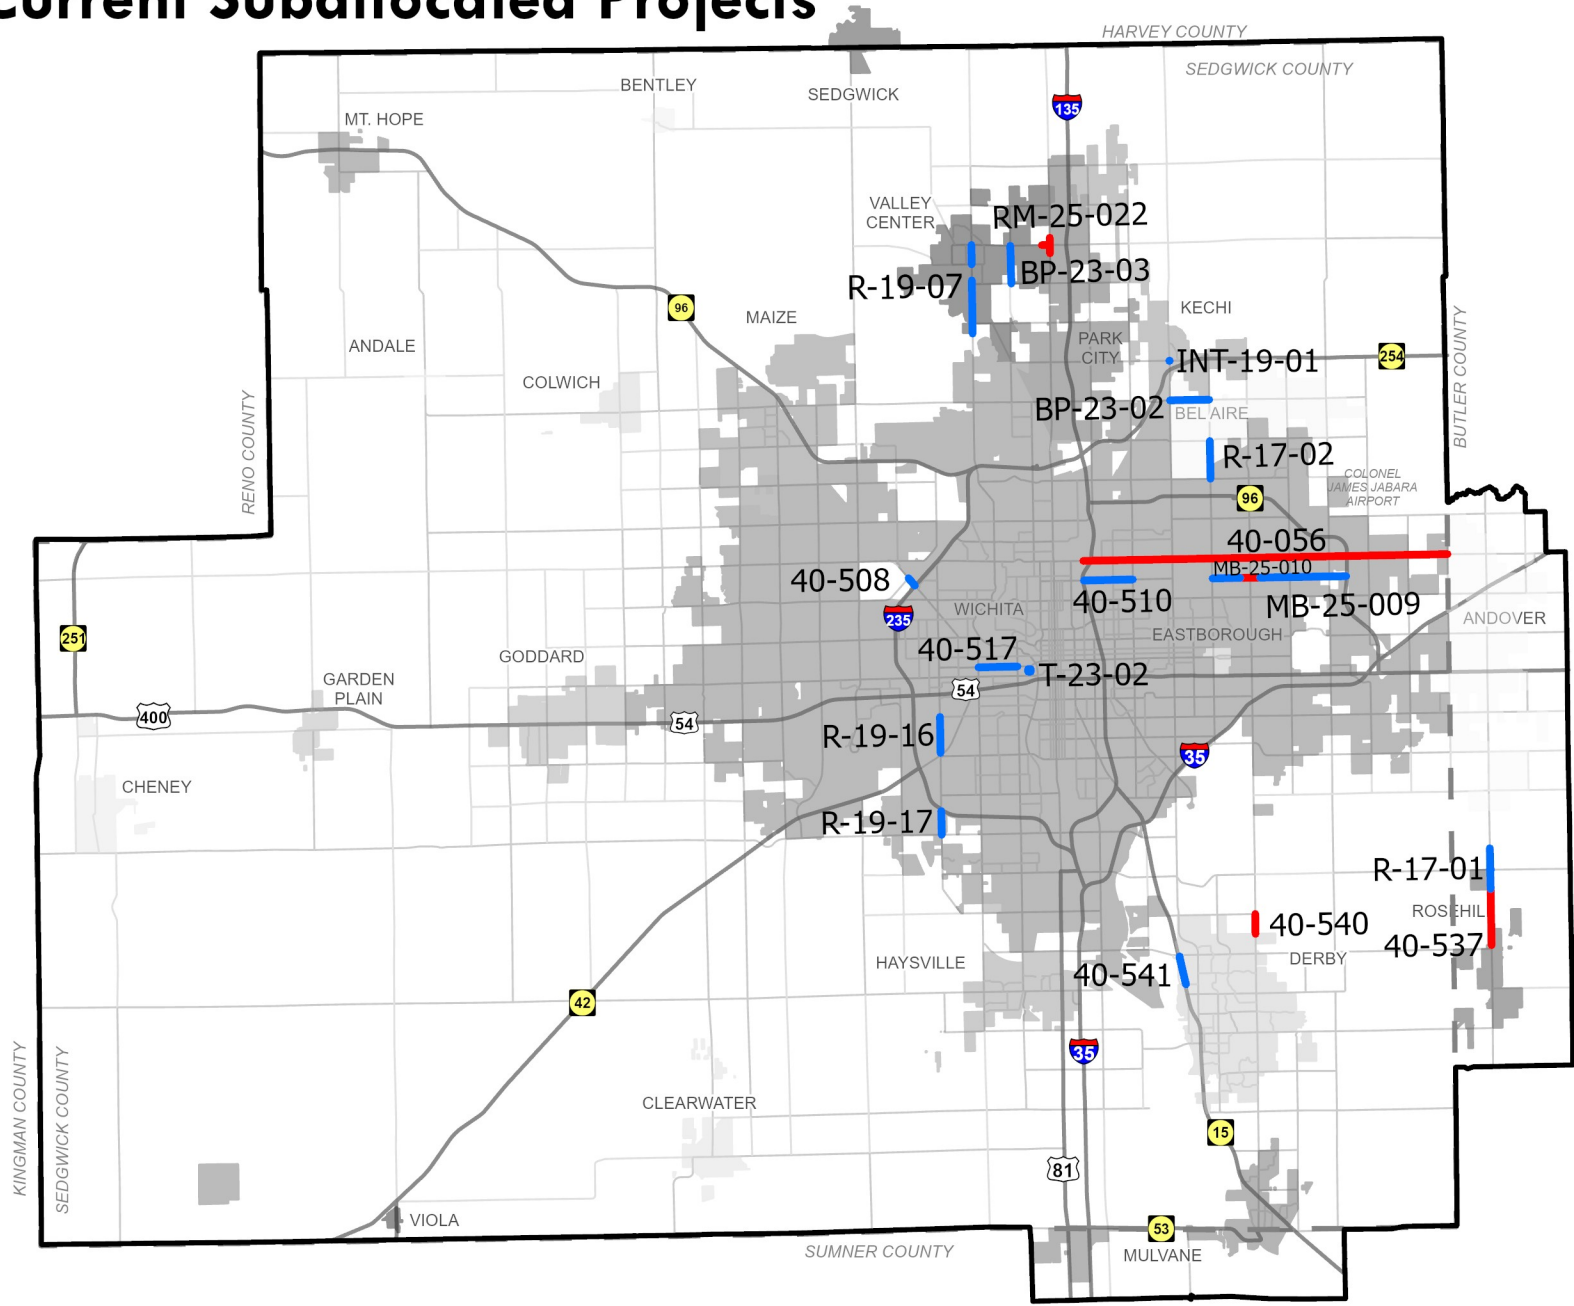 Current Suballocated Projects
HARVEY COUNTY
SEDGWICK COUNTY
BENTLEY
SEDGWICK
135
MT. HOPE
VALLEY
CENTER
RM-25-022
BP-23-03
R-19-07
96
MAIZE
KECHI
ANDALE
PARK
CITY
INT-19-01
254
BUTLER COUNTY
COLWICH
BP-23-02
BEL AIRE
RENO COUNTY
R-17-02
COLONEL
JAMES JABARA
AIRPORT
96
40-056
MB-25-010
40-508
40-510
MB-25-009
WICHITA
235
ANDOVER
251
EASTBOROUGH
40-517
GODDARD
T-23-02
GARDEN
PLAIN
54
400
54
R-19-16
35
CHENEY
R-19-17
R-17-01
ROSEHIL
40-540
40-537
HAYSVILLE
DERBY
40-541
42
35
KINGMAN COUNTY
SEDGWICK COUNTY
CLEARWATER
15
81
VIOLA
53
SUMNER COUNTY
MULVANE